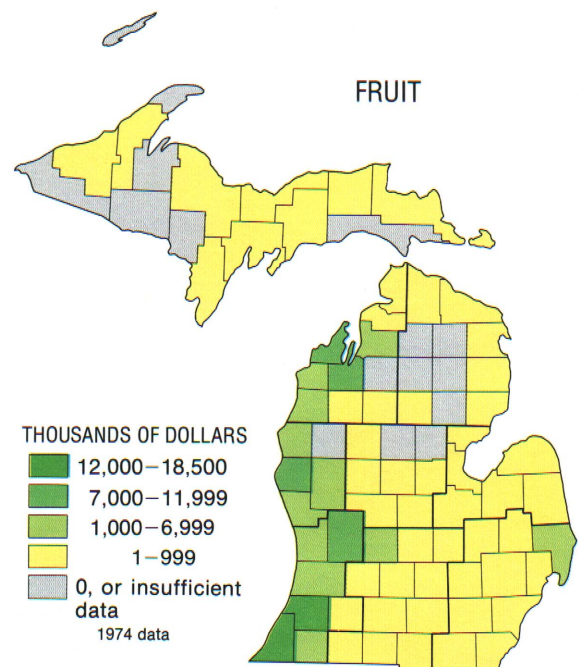 FRUIT
THOUSANDS OF DOLLARS
12,000–18,500
7,000–11,999
1,000–6,999
1–999
0, or insufficient
data
1974 data